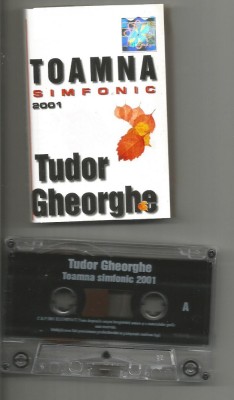 TOAMNA
SIMFONIC
2001
Tudor
Gheorghe
Tudor Gheorghe
Toamna simfonic 2001
A